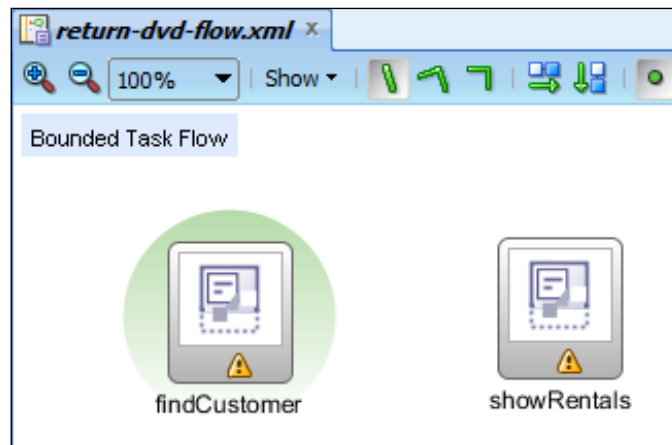 return-dvd-flow.xml
100% Show
Bounded Task Flow
findCustomer showRentals